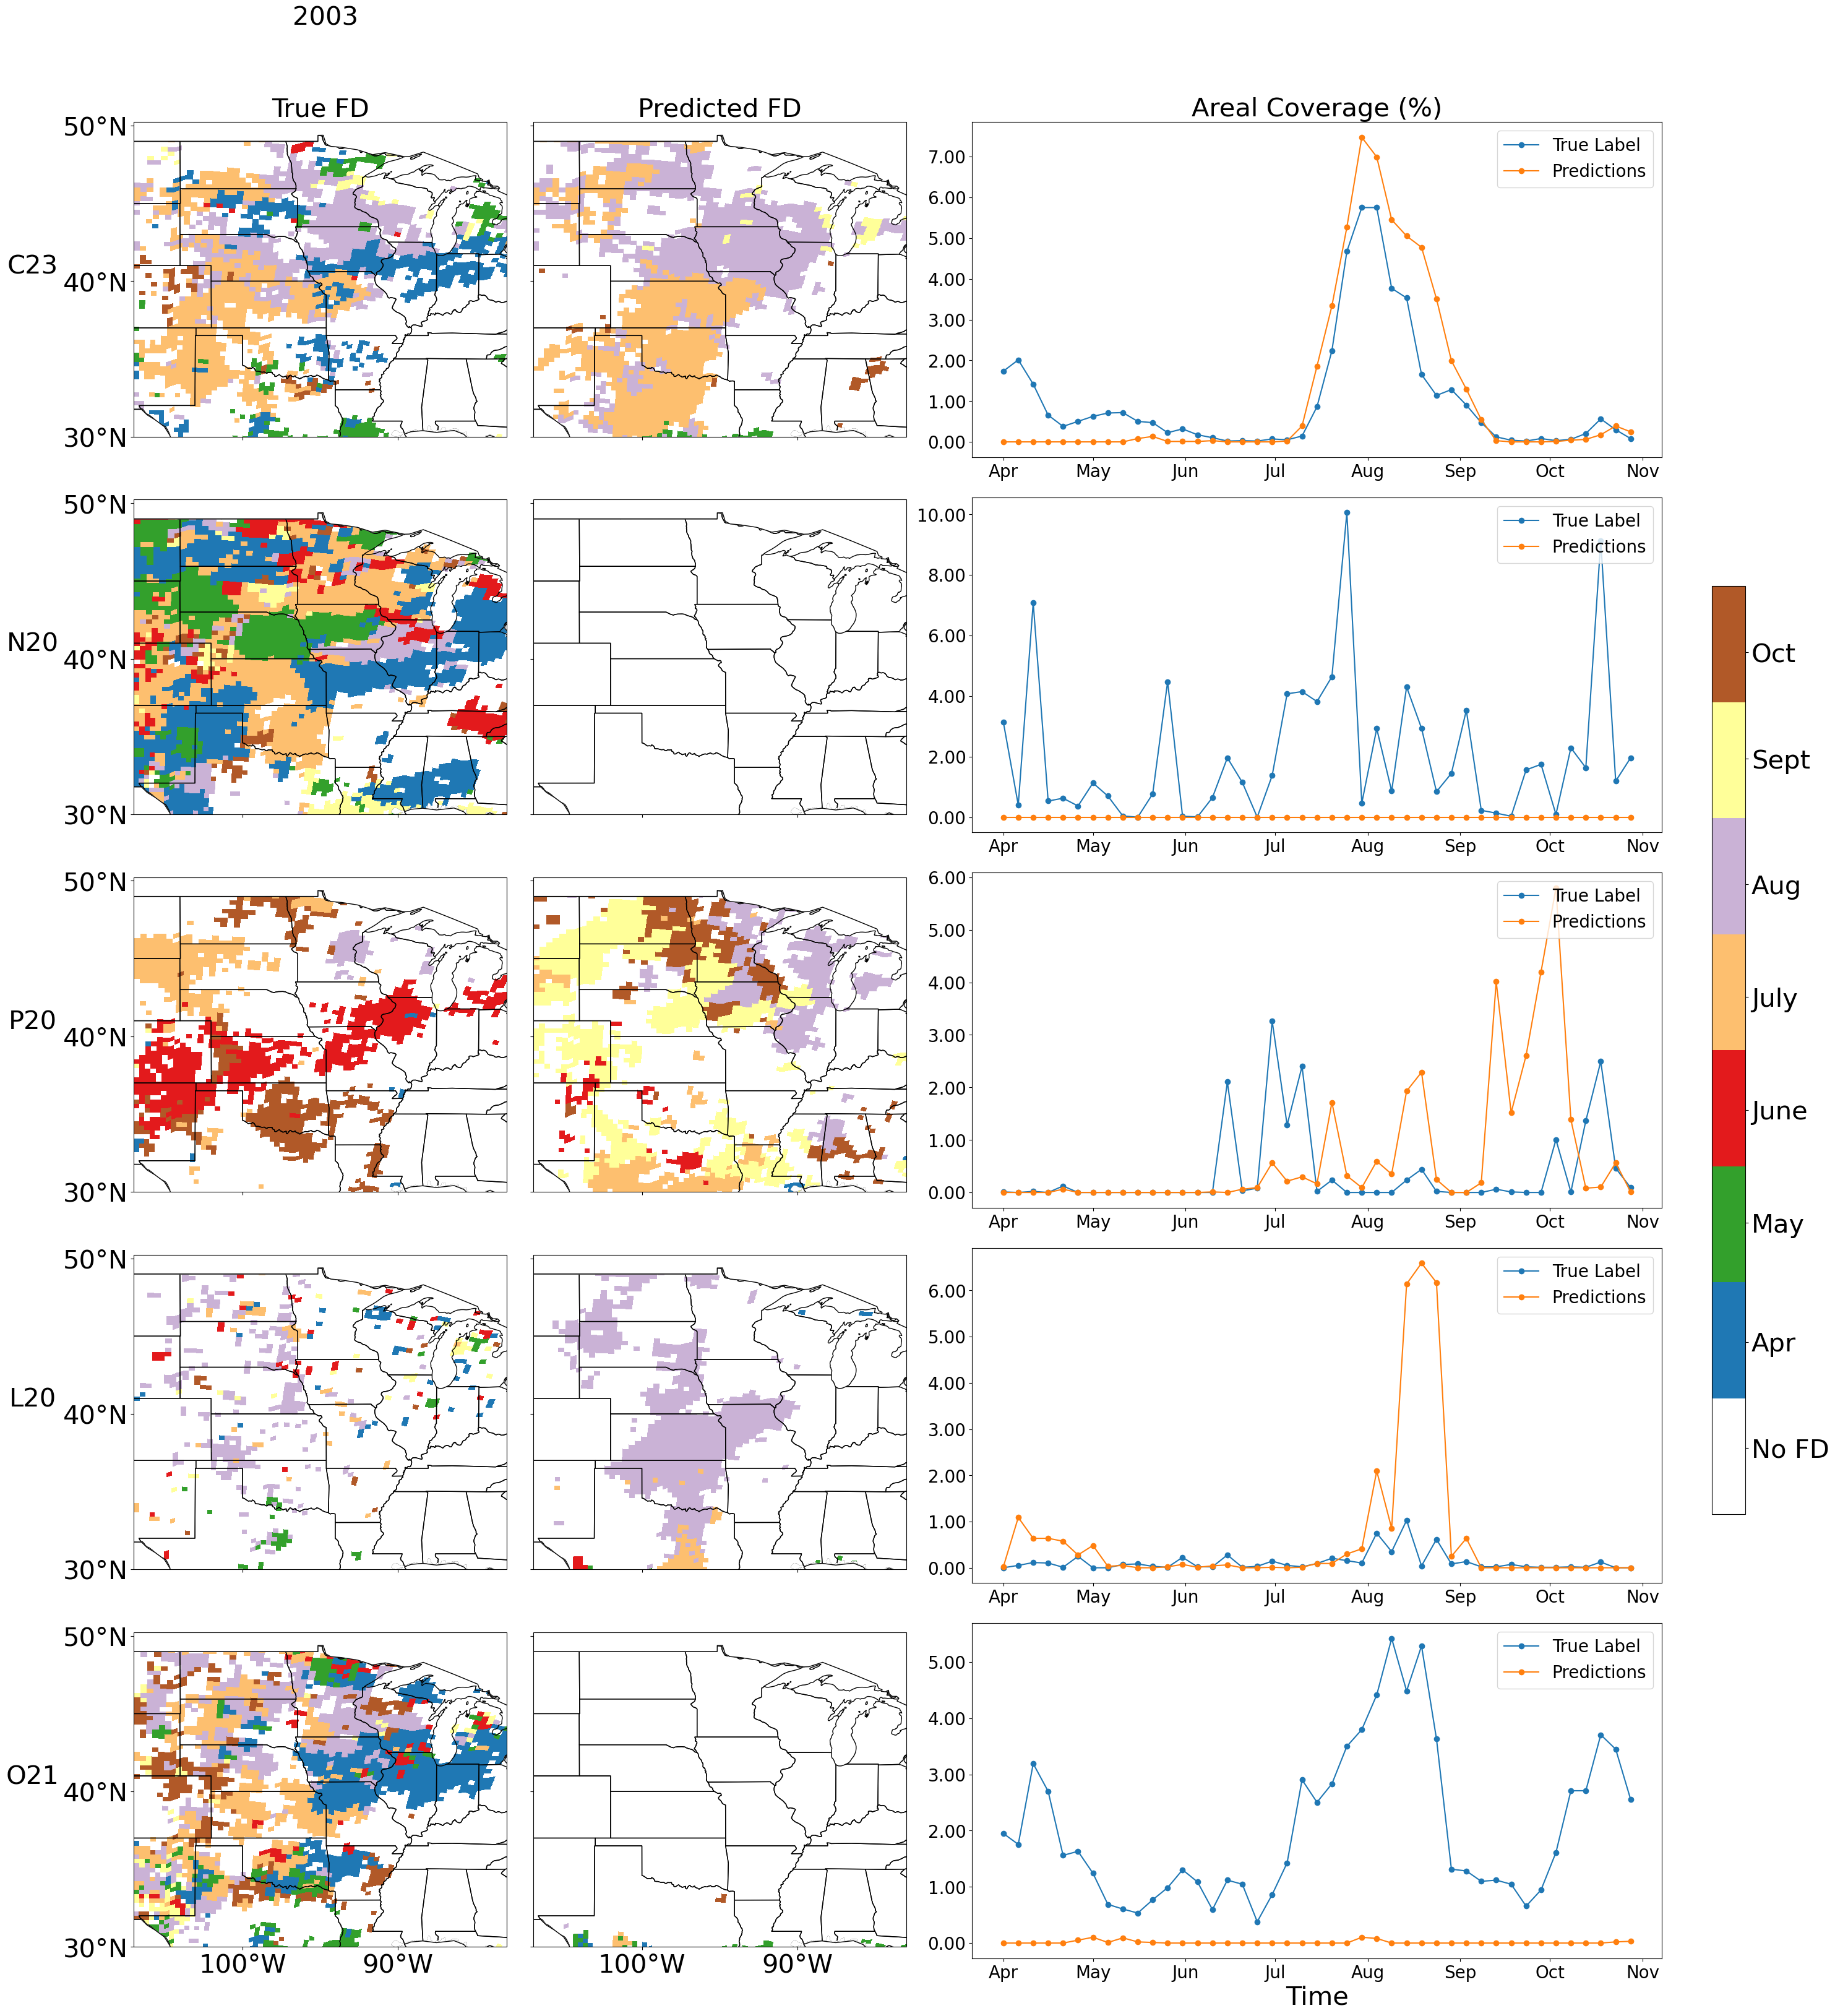 2003
True FD
Predicted FD
Areal Coverage (%)
C23
50°N
40°N
30°N
7.00
6.00
5.00
4.00
3.00
2.00
1.00
0.00
True Label
Predictions
Apr May Jun Jul Aug Sep Oct Nov
N20
50°N
40°N
30°N
10.00
8.00
6.00
4.00
2.00
0.00
True Label
Predictions
Apr May Jun Jul Aug Sep Oct Nov
P20
50°N
40°N
30°N
6.00
5.00
4.00
3.00
2.00
1.00
0.00
True Label
Predictions
Apr May Jun Jul Aug Sep Oct Nov
L20
50°N
40°N
30°N
6.00
5.00
4.00
3.00
2.00
1.00
0.00
True Label
Predictions
Apr May Jun Jul Aug Sep Oct Nov
O21
50°N
40°N
30°N
100°W 90°W
100°W 90°W
5.00
4.00
3.00
2.00
1.00
0.00
True Label
Predictions
Apr May Jun Jul Aug Sep Oct Nov
Time
Oct
Sept
Aug
July
June
May
Apr
No FD